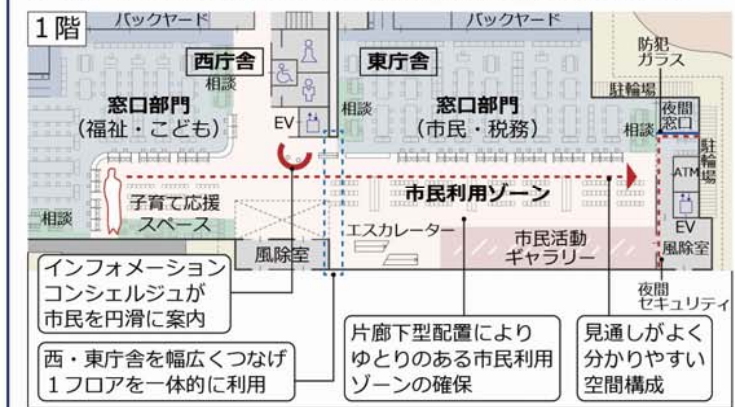 1階
バックヤード
バックヤード
西庁舎
東庁舎
防犯
ガラス
相談
駐輪場
窓口部門
（福祉・こども）
相談
窓口部門
（市民・税務）
相談
夜間
窓口
EV
駐輪場
ATM
子育て応援
スペース
市民利用ゾーン
相談
エスカレーター
市民活動
ギャラリー
EV
風除室
風除室
夜間
セキュリティ
インフォメーション
コンシェルジュが
市民を円滑に案内
西・東庁舎を幅広くつなげ
１フロアを一体的に利用
片廊下型配置により
ゆとりのある市民利用
ゾーンの確保
見通しがよく
分かりやすい
空間構成